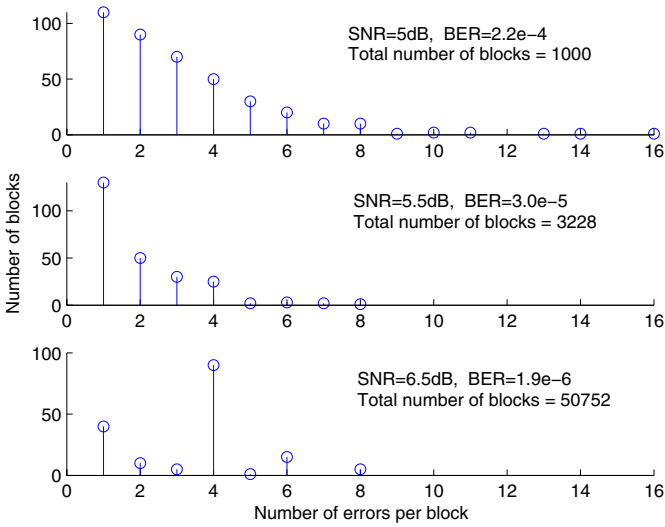 100
50
0
0 2 4 6 8 10 12 14 16
SNR=5dB, BER=2.2e−4
Total number of blocks = 1000
Number of blocks
100
50
0
0 2 4 6 8 10 12 14 16
SNR=5.5dB, BER=3.0e−5
Total number of blocks = 3228
100
50
0
0 2 4 6 8 10 12 14 16
SNR=6.5dB, BER=1.9e−6
Total number of blocks = 50752
Number of errors per block